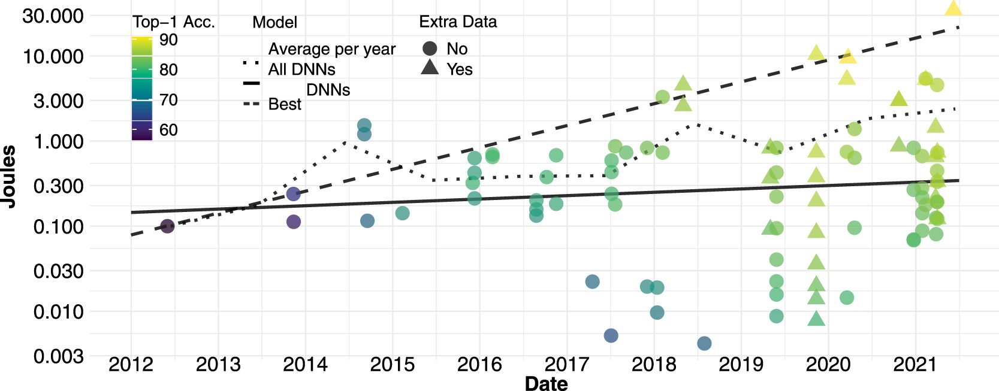 30.000
10.000
3.000
1.000
0.300
0.100
0.030
0.010
0.003
Joules
Top−1 Acc.
90
80
70
60
Model
Average per year
All DNNs
DNNs
Best
Extra Data
No
Yes
2012 2013 2014 2015 2016 2017 2018 2019 2020 2021
Date